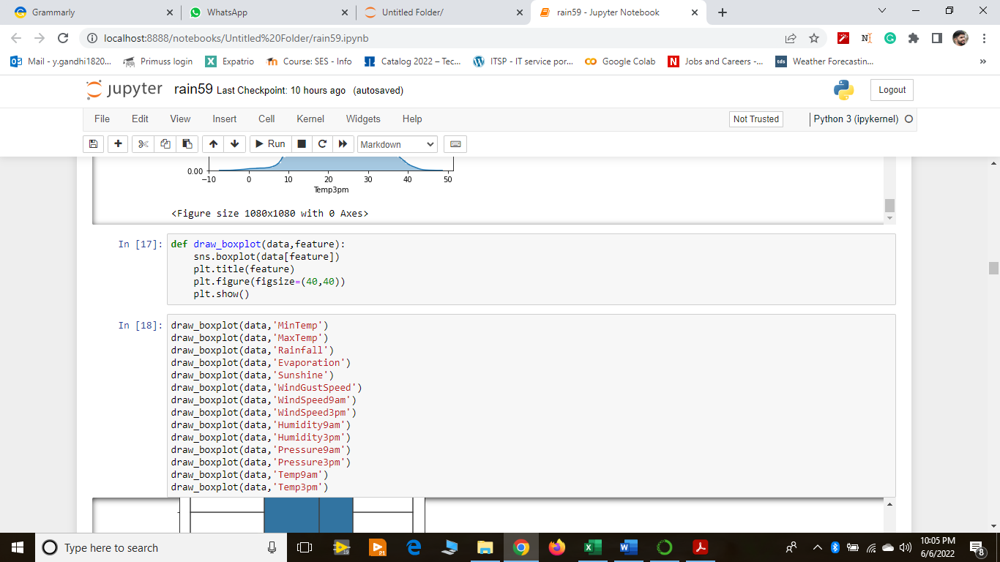 Grammarly
WhatsApp
Untitled Folder/
rain59 - Jupyter Notebook
localhost:8888/notebooks/Untitled%20Folder/rain59.ipynb
Mail - y.gandhi1820...
Primuss login
Expatrio
Course: SES - Info
Catalog 2022 – Tec...
ITSP - IT service por...
Google Colab
Jobs and Careers -...
tds
Weather Forecastin...
»
jupyter rain59 Last Checkpoint: 10 hours ago (autosaved)
Logout
File Edit View Insert Cell Kernel Widgets Help
Not Trusted
Python 3 (ipykernel)
Run
Markdown
0.00
−10 0 10 20 30 40 50
Temp3pm
<Figure size 1080x1080 with 0 Axes>
In [17]:
def draw_boxplot(data,feature):
    sns.boxplot(data[feature])
    plt.title(feature)
    plt.figure(figsize=(40,40))
    plt.show()
In [18]:
draw_boxplot(data,'MinTemp')
draw_boxplot(data,'MaxTemp')
draw_boxplot(data,'Rainfall')
draw_boxplot(data,'Evaporation')
draw_boxplot(data,'Sunshine')
draw_boxplot(data,'WindGustSpeed')
draw_boxplot(data,'WindSpeed9am')
draw_boxplot(data,'WindSpeed3pm')
draw_boxplot(data,'Humidity9am')
draw_boxplot(data,'Humidity3pm')
draw_boxplot(data,'Pressure9am')
draw_boxplot(data,'Pressure3pm')
draw_boxplot(data,'Temp9am')
draw_boxplot(data,'Temp3pm')
Type here to search
10:05 PM
6/6/2022
8